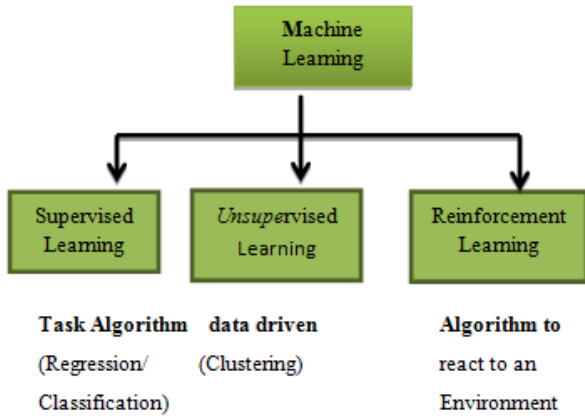 Machine
Learning
Supervised
Learning
Unsupervised
Learning
Reinforcement
Learning
Task Algorithm
(Regression/
Classification)
data driven
(Clustering)
Algorithm to
react to an
Environment